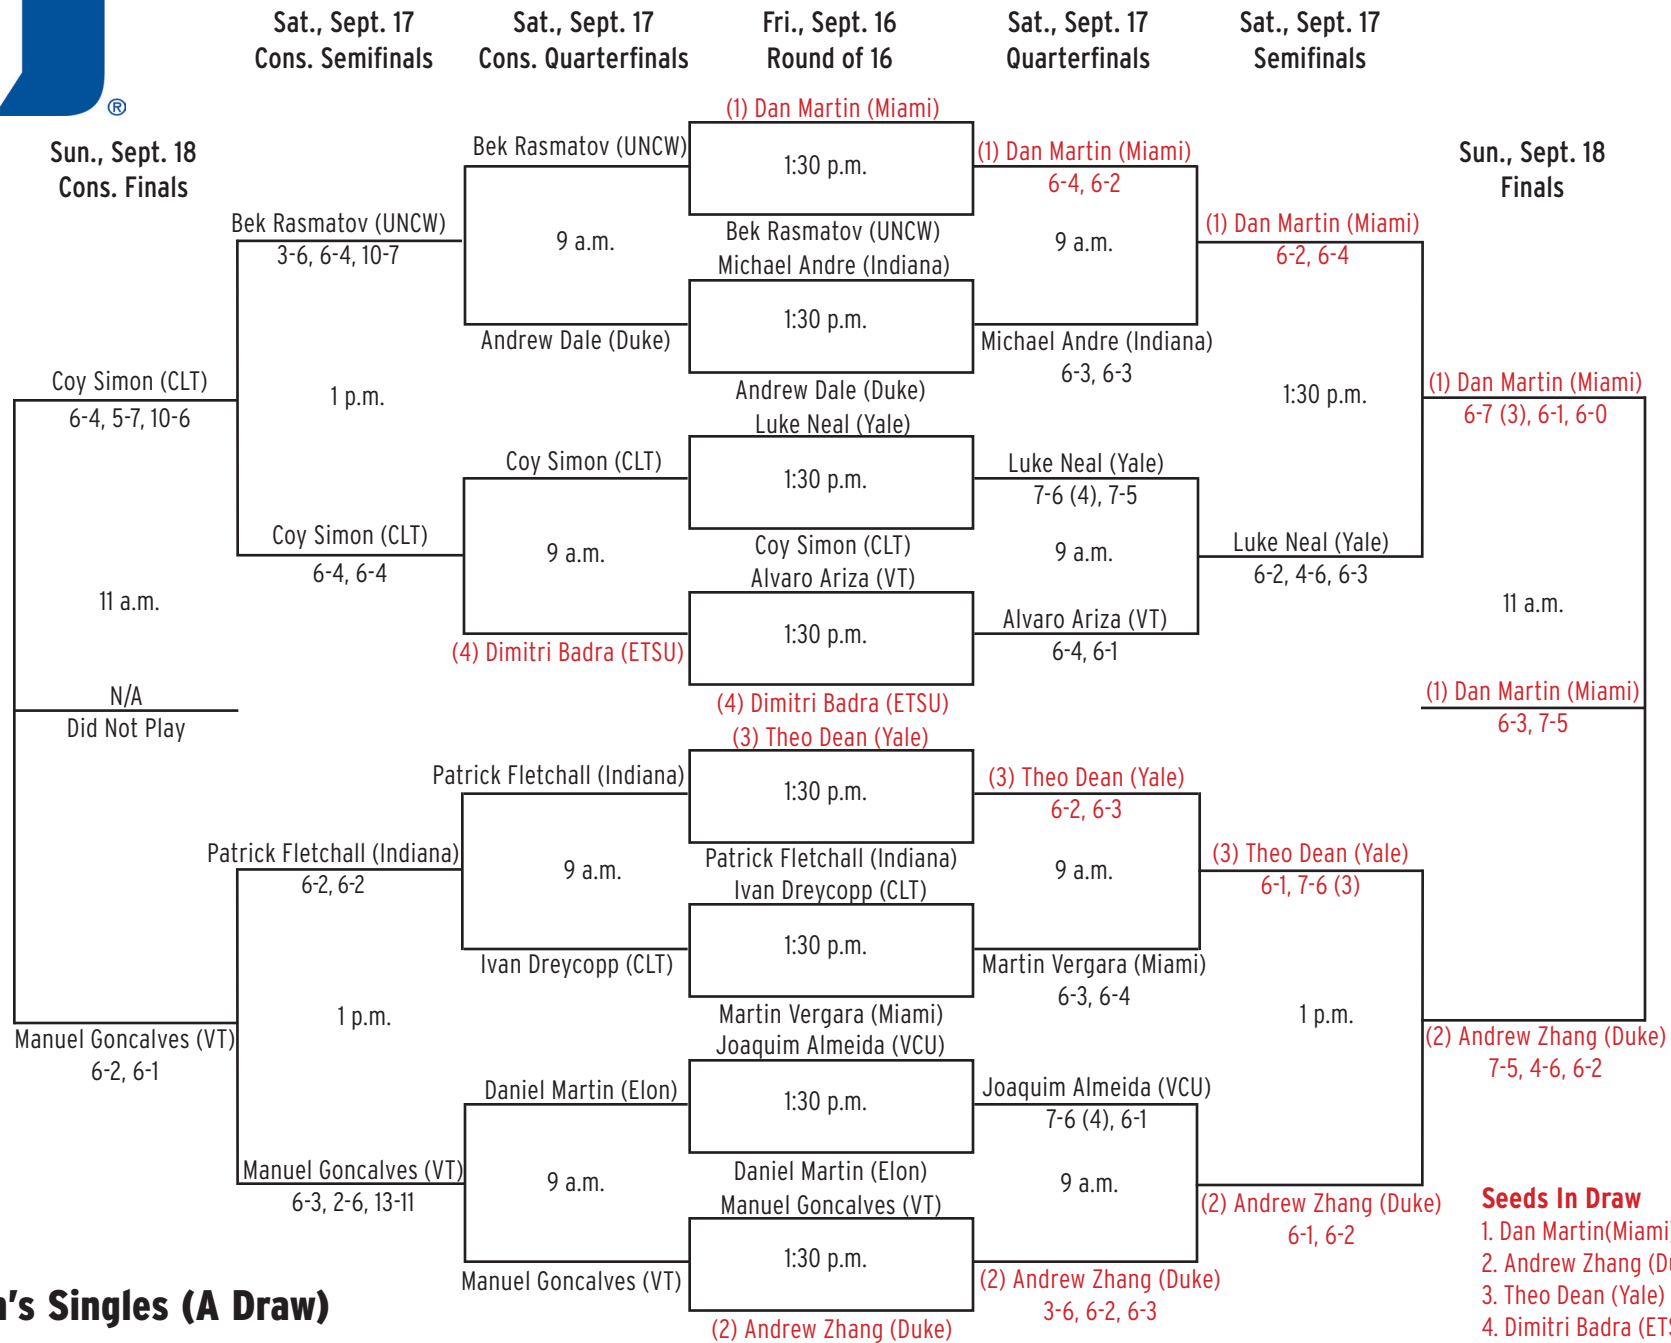 Sat., Sept. 17
Cons. Semifinals
Sat., Sept. 17
Cons. Quarterfinals
Fri., Sept. 16
Round of 16
Sat., Sept. 17
Quarterfinals
Sat., Sept. 17
Semifinals
®
Sun., Sept. 18
Cons. Finals
Sun., Sept. 18
Finals
Coy Simon (CLT)
6-4, 5-7, 10-6
11 a.m.
N/A
Did Not Play
Manuel Goncalves (VT)
6-2, 6-1
Bek Rasmatov (UNCW)
3-6, 6-4, 10-7
1 p.m.
Coy Simon (CLT)
6-4, 6-4
Patrick Fletchall (Indiana)
6-2, 6-2
1 p.m.
Manuel Goncalves (VT)
6-3, 2-6, 13-11
Bek Rasmatov (UNCW)
9 a.m.
Andrew Dale (Duke)
Coy Simon (CLT)
9 a.m.
(4) Dimitri Badra (ETSU)
Patrick Fletchall (Indiana)
9 a.m.
Ivan Dreycopp (CLT)
Daniel Martin (Elon)
9 a.m.
Manuel Goncalves (VT)
(1) Dan Martin (Miami)
1:30 p.m.
Bek Rasmatov (UNCW)
Michael Andre (Indiana)
1:30 p.m.
Andrew Dale (Duke)
Luke Neal (Yale)
1:30 p.m.
Coy Simon (CLT)
Alvaro Ariza (VT)
1:30 p.m.
(4) Dimitri Badra (ETSU)
(3) Theo Dean (Yale)
1:30 p.m.
Patrick Fletchall (Indiana)
Ivan Dreycopp (CLT)
1:30 p.m.
Martin Vergara (Miami)
Joaquim Almeida (VCU)
1:30 p.m.
Daniel Martin (Elon)
Manuel Goncalves (VT)
1:30 p.m.
(2) Andrew Zhang (Duke)
(1) Dan Martin (Miami)
6-4, 6-2
9 a.m.
Michael Andre (Indiana)
6-3, 6-3
Luke Neal (Yale)
7-6 (4), 7-5
9 a.m.
Alvaro Ariza (VT)
6-4, 6-1
(3) Theo Dean (Yale)
6-2, 6-3
9 a.m.
Martin Vergara (Miami)
6-3, 6-4
Joaquim Almeida (VCU)
7-6 (4), 6-1
9 a.m.
(2) Andrew Zhang (Duke)
3-6, 6-2, 6-3
(1) Dan Martin (Miami)
6-2, 6-4
1:30 p.m.
Luke Neal (Yale)
6-2, 4-6, 6-3
(3) Theo Dean (Yale)
6-1, 7-6 (3)
1 p.m.
(2) Andrew Zhang (Duke)
6-1, 6-2
(1) Dan Martin (Miami)
6-7 (3), 6-1, 6-0
11 a.m.
(1) Dan Martin (Miami)
6-3, 7-5
(2) Andrew Zhang (Duke)
7-5, 4-6, 6-2
Seeds In Draw
1. Dan Martin(Miami
2. Andrew Zhang
3. Theo Dean (Yale)
4. Dimitri Badra
Singles (A Draw)